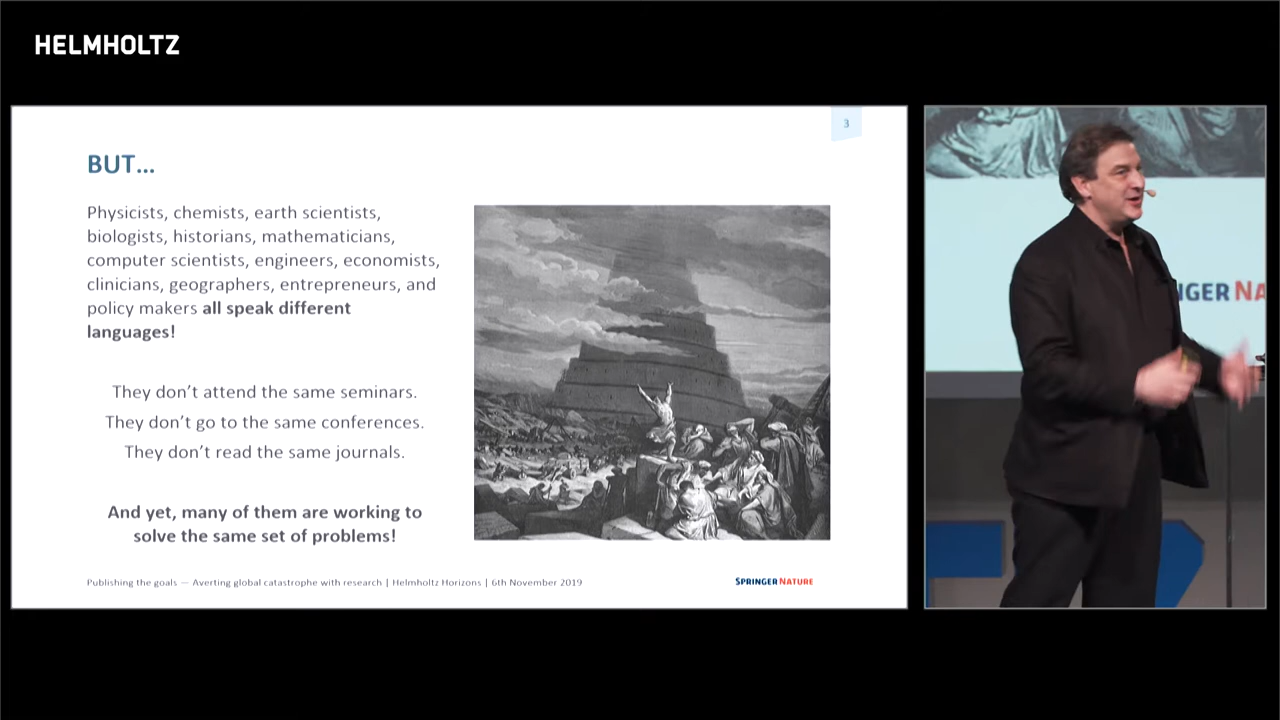 HELMHOLTZ
3
BUT...
Physicists, chemists, earth scientists,
biologists, historians, mathematicians,
computer scientists, engineers, economists,
clinicians, geographers, entrepreneurs, and
policy makers all speak different
languages!
They don’t attend the same seminars.
They don’t go to the same conferences.
They don’t read the same journals.
And yet, many of them are working to
solve the same set of problems!
Publishing the goals — Averting global catastrophe with research | Helmholtz Horizons | 6th November 2019
SPRINGER NATURE
NGER NA